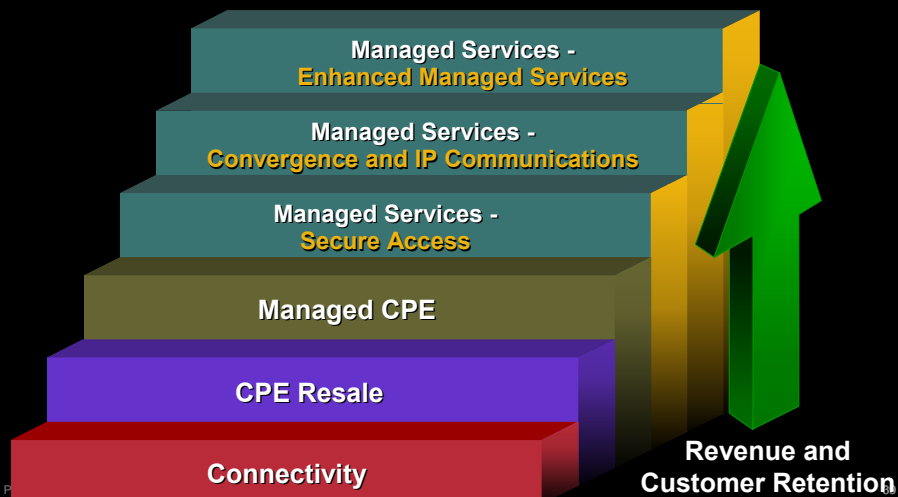 Managed Services -
Enhanced Managed Services
Managed Services -
Convergence and IP Communications
Managed Services -
Secure Access
Managed CPE
CPE Resale
Connectivity
Revenue and
Customer Retention